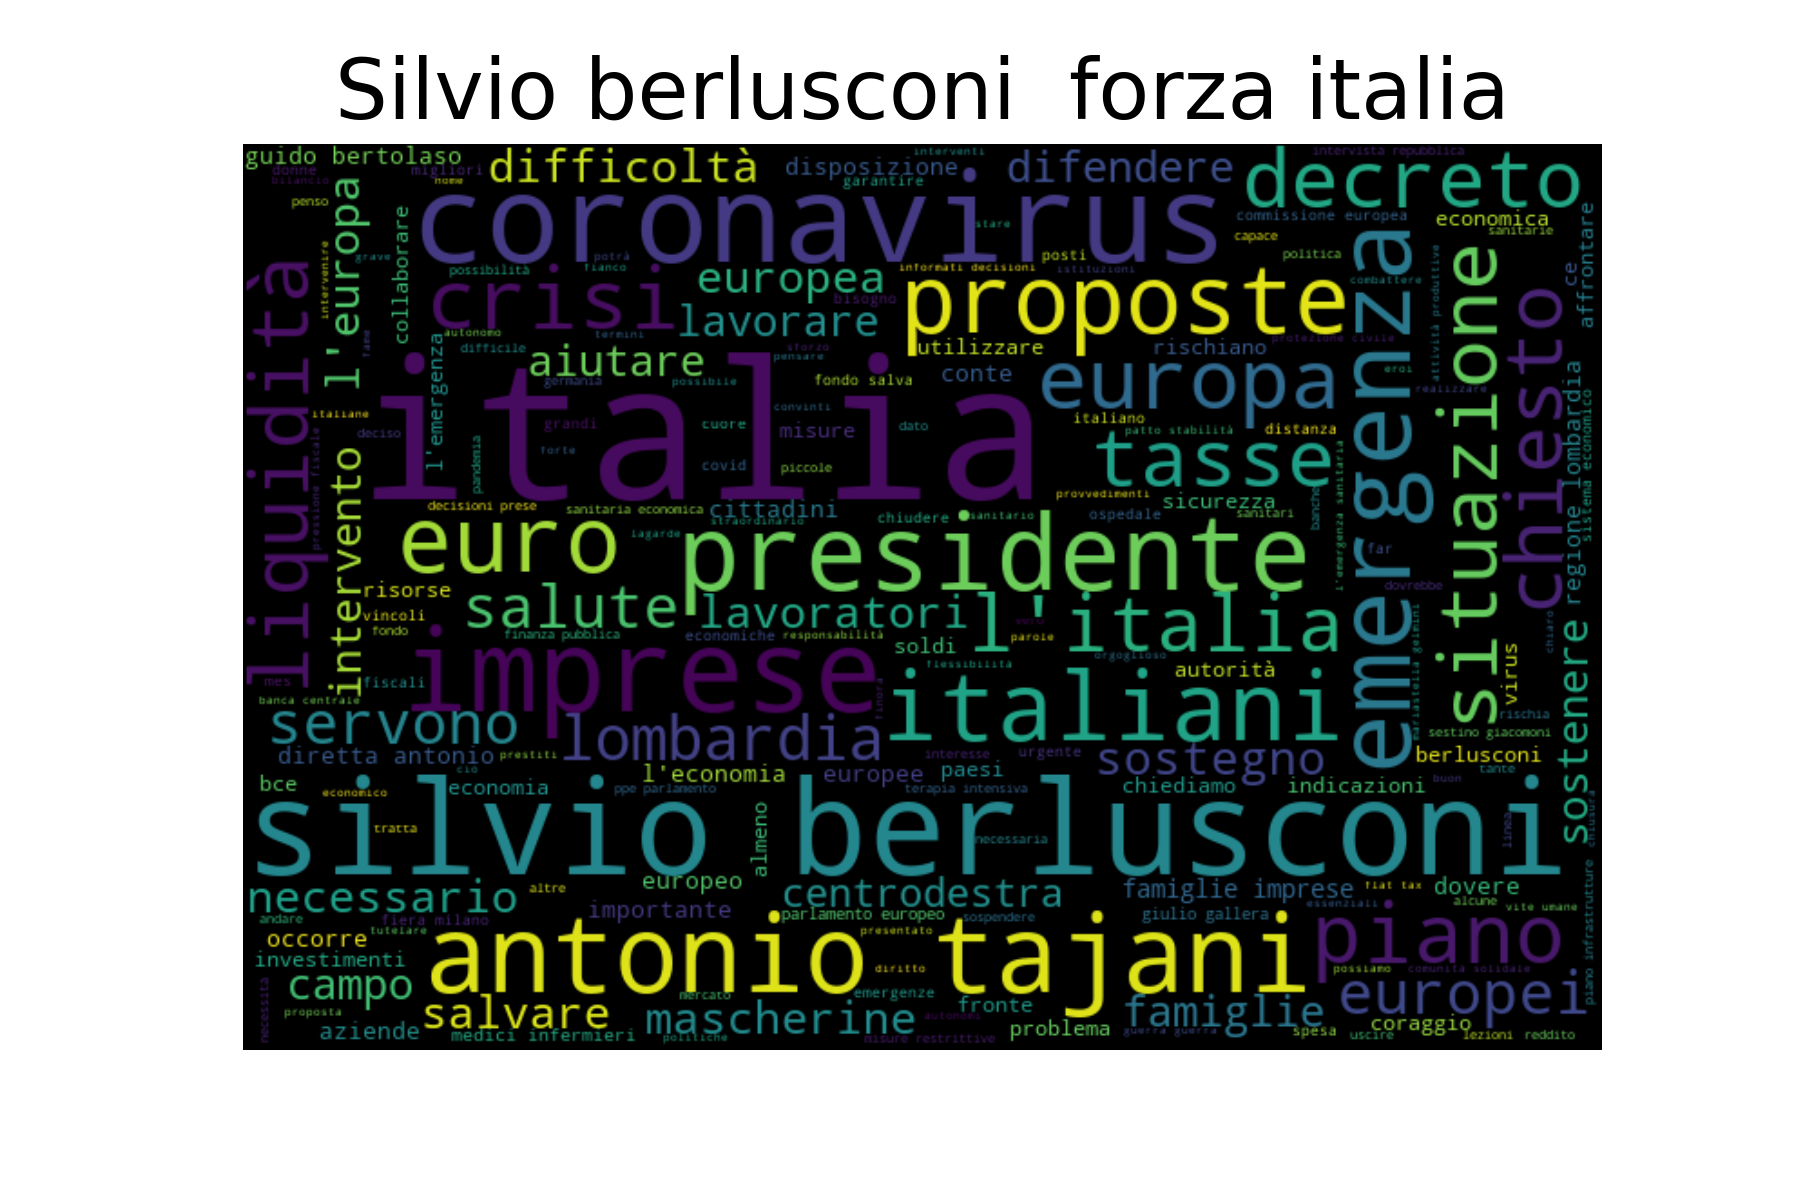 Silvio berlusconi forza italia
guido bertolaso
difficoltà
disposizione
interventi
difendere
intervista repubblica
decreto
donne
bilancio
migliori
nome
garantire
penso
l'europa
collaborare
coronavirus
stare
commissione europea
economica
sanitarie
capace
politica
affrontare
ce
intervenire
grave
possibilità
potrà
fianco
europea
informati decisioni
posti
istituzioni
combattere
emergenza
attività produttive
situazione
chiesto
liquidità
crisi
bisogno
proposte
autonomo
termini
lavorare
protezione civile
fame
l'emergenza
difficile
aiutare
sforzo
pensare
utilizzare
rischiano
eroi
germania
possibile
fondo salva
conte
europa
realizzare
regione lombardia
sistema economico
italiane
italia
convinti
italiano
deciso
grandi
cuore
misure
dato
patto stabilità
distanza
pressione fiscale
pandemia
forte
covid
piccole
tasse
l'emergenza sanitaria
intervento
decisioni prese
sanitaria economica
cittadini
provvedimenti
sicurezza
banche
straordinario
chiudere
sanitario
ospedale
sanitari
euro
lagarde
presidente
far
risorse
dovrebbe
vincoli
salute
lavoratori
l'italia
voto
mariastella gelmini
chiaro
fondo
finanza pubblica
economiche
responsabilità
parole
soldi
sostenere
virus
imprese
flessibilità
orgoglioso
autorità
mes
fiscali
finora
italiani
banca centrale
servono
lombardia
rischia
sestino giacomoni
diretta antonio
prestiti
interesse
urgente
sostegno
berlusconi
ciò
l'economia
europee
paesi
tante
buon
bce
economico
economia
ppe parlamento
terapia intensiva
chiediamo
indicazioni
chiusura
silvio berlusconi
tratta
almeno
necessaria
linea
necessario
altre
europeo
centrodestra
famiglie imprese
flat tax
dovere
piano infrastrutture
andare
fiera milano
importante
parlamento europeo
sospendere
giulio gallera
essenziali
alcune
vite umane
occorre
tutelare
antonio tajani
presentato
piano
investimenti
diritto
possiamo
comunità solidale
necessità
campo
mercato
emergenze
europei
proposta
salvare
mascherine
fronte
famiglie
aziende
medici infermieri
politiche
autonomi
misure restrittive
problema
guerra guerra
spesa
coraggio
uscire
lezioni
reddito